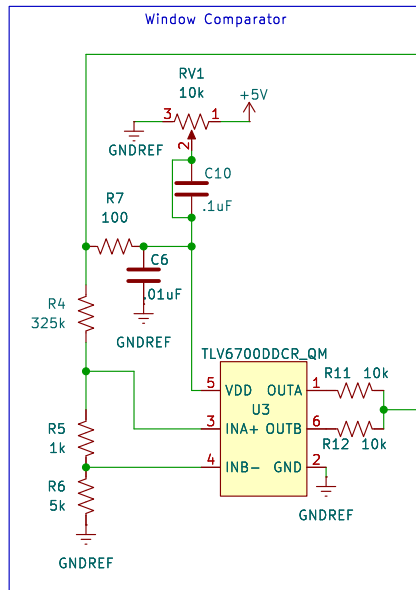 Window Comparator
RV1
10k
+5V
3
1
2
GNDREF
C10
.1uF
R7
100
C6
.01uF
R4
325k
GNDREF
TLV6700DDCR_QM
5
VDD
OUTA
1
R11
10k
U3
3
INA+
OUTB
6
R12
10k
R5
1k
4
INB-
GND
2
R6
5k
GNDREF
GNDREF